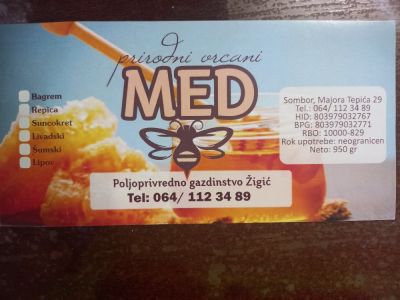 prirodni vrcani
MED
Bagrem
Repica
Suncokret
Livadski
Šumski
Lipov
Sombor, Majora Tepića 29
Tel.: 064/ 112 34 89
HID: 803979032767
BPG: 803979032771
RBO: 10000-829
Rok upotrebe: neogranicen
Neto: 950 gr
Poljoprivredno gazdinstvo Žigić
Tel: 064/ 112 34 89